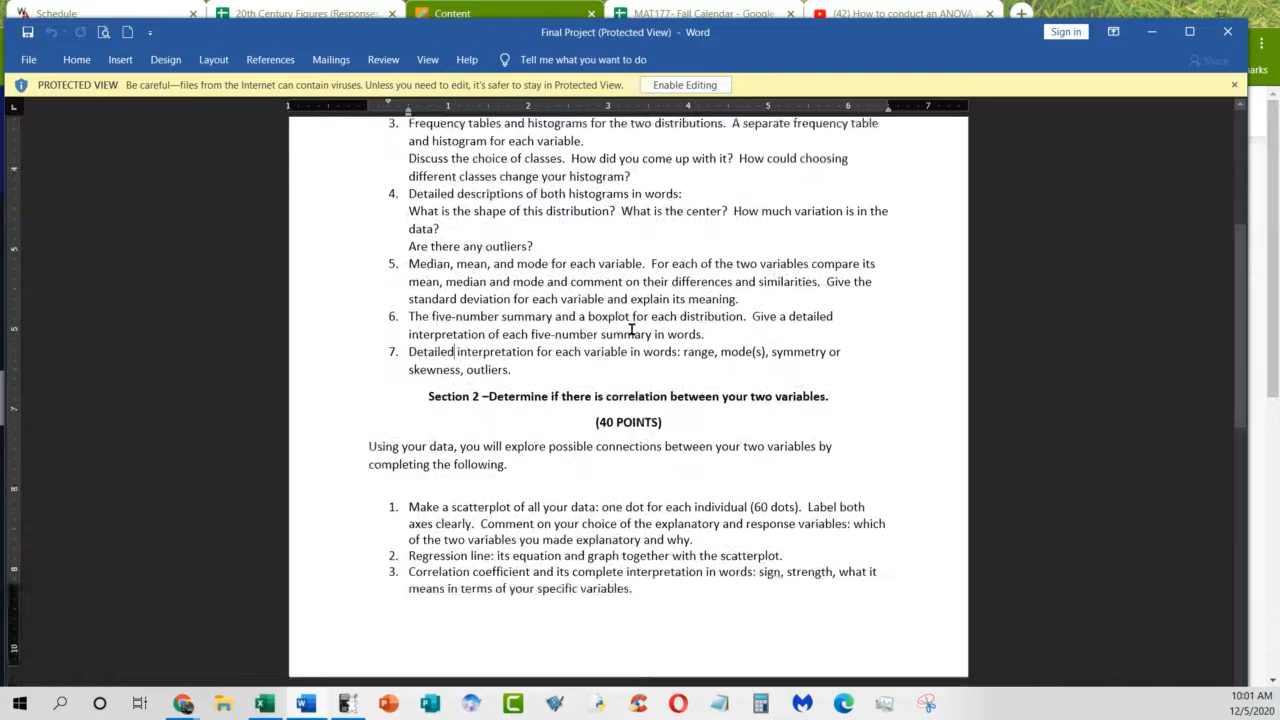 Schedule
20th Century Figures (Response
Content
MAT177- Fall Calendar - Google
(42) How to conduct an ANOVA
Final Project (Protected View) - Word
Sign in
File Home Insert Design Layout References Mailings Review View Help Tell me what you want to do
Share
PROTECTED VIEW Be careful—files from the Internet can contain viruses. Unless you need to edit, it's safer to stay in Protected View. Enable Editing
1 1 2 3 4 5 6 7
3. Frequency tables and histograms for the two distributions. A separate frequency table
and histogram for each variable.
Discuss the choice of classes. How did you come up with it? How could choosing
different classes change your histogram?
4. Detailed descriptions of both histograms in words:
What is the shape of this distribution? What is the center? How much variation is in the
data?
Are there any outliers?
5. Median, mean, and mode for each variable. For each of the two variables compare its
mean, median and mode and comment on their differences and similarities. Give the
standard deviation for each variable and explain its meaning.
6. The five-number summary and a boxplot for each distribution. Give a detailed
interpretation of each five-number summary in words.
7. Detailed interpretation for each variable in words: range, mode(s), symmetry or
skewness, outliers.
Section 2 –Determine if there is correlation between your two variables.
(40 POINTS)
Using your data, you will explore possible connections between your two variables by
completing the following.
1. Make a scatterplot of all your data: one dot for each individual (60 dots). Label both
axes clearly. Comment on your choice of the explanatory and response variables: which
of the two variables you made explanatory and why.
2. Regression line: its equation and graph together with the scatterplot.
3. Correlation coefficient and its complete interpretation in words: sign, strength, what it
means in terms of your specific variables.
10:01 AM
12/5/2020